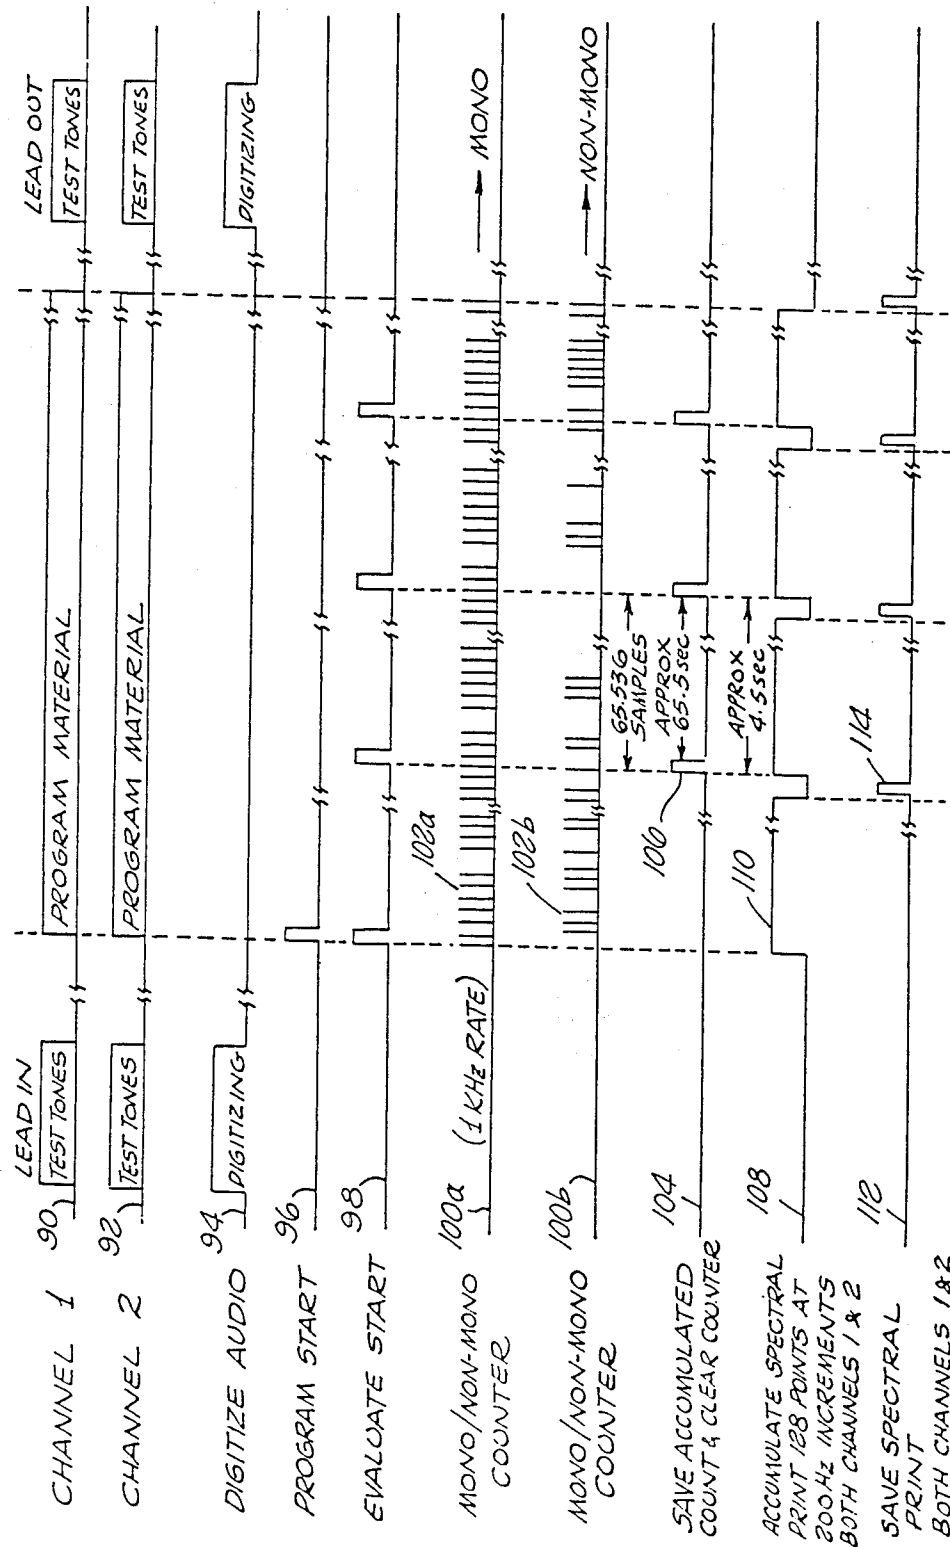 LEAD IN
LEAD OUT
CHANNEL 1
90
TEST TONES
PROGRAM MATERIAL
TEST TONES
CHANNEL 2
92
TEST TONES
PROGRAM MATERIAL
TEST TONES
DIGITIZE AUDIO
94
DIGITIZING
DIGITIZING
PROGRAM START
96
EVALUATE START
98
MONO/NON-MONO
COUNTER
100a
(1 KHz RATE)
102a
MONO
MONO/NON-MONO
COUNTER
100b
102b
NON-MONO
65.536
SAMPLES
SAVE ACCUMULATED
COUNT & CLEAR COUNTER
104
106
APPROX
65.5 sec
ACCUMULATE SPECTRAL
PRINT 128 POINTS AT
200 Hz INCREMENTS
BOTH CHANNELS 1 & 2
108
110
APPROX
4.5 sec
SAVE SPECTRAL
PRINT
BOTH CHANNELS 1 & 2
112
114